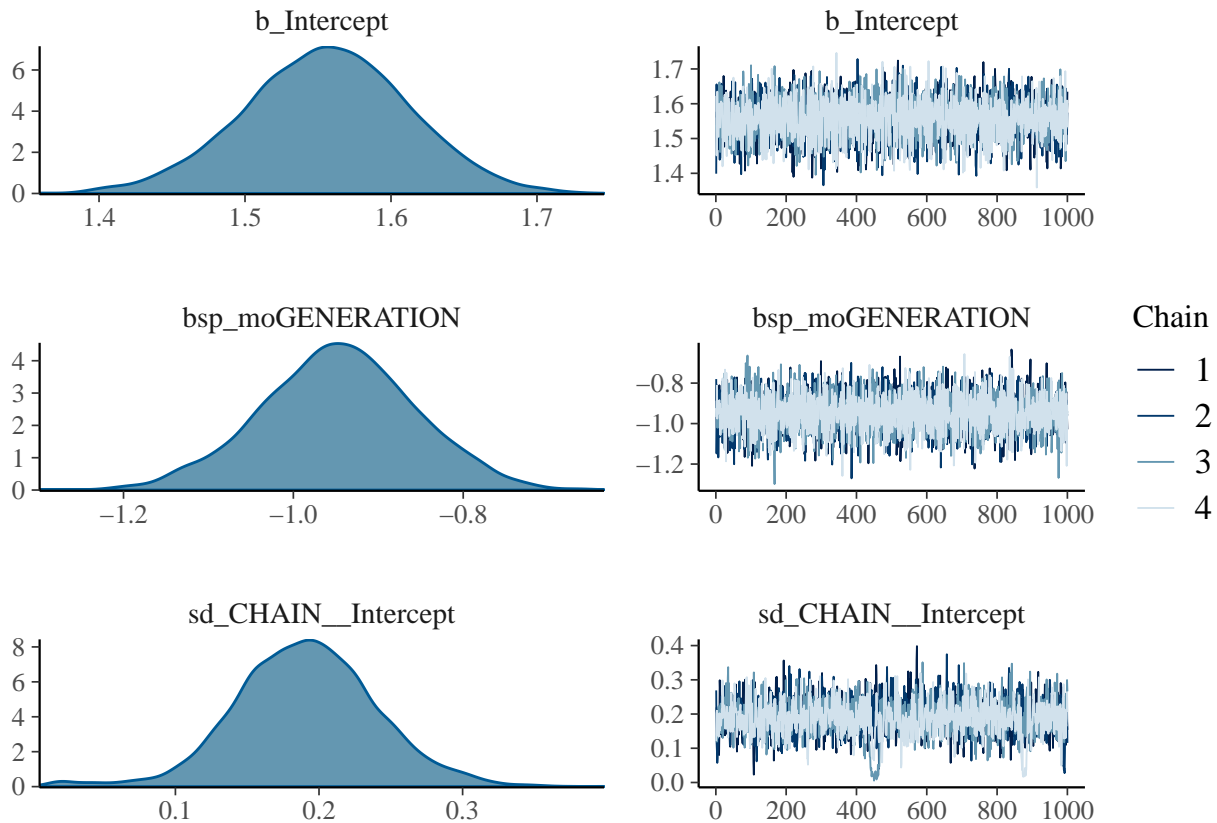 b_Intercept
6
4
2
0
1.4 1.5 1.6 1.7
b_Intercept
1.7
1.6
1.5
1.4
0 200 400 600 800 1000
bsp_moGENERATION
4
3
2
1
0
−1.2 −1.0 −0.8
bsp_moGENERATION
−0.8
−1.0
−1.2
0 200 400 600 800 1000
Chain
1
2
3
4
sd_CHAIN__Intercept
8
6
4
2
0
0.1 0.2 0.3
sd_CHAIN__Intercept
0.4
0.3
0.2
0.1
0.0
0 200 400 600 800 1000